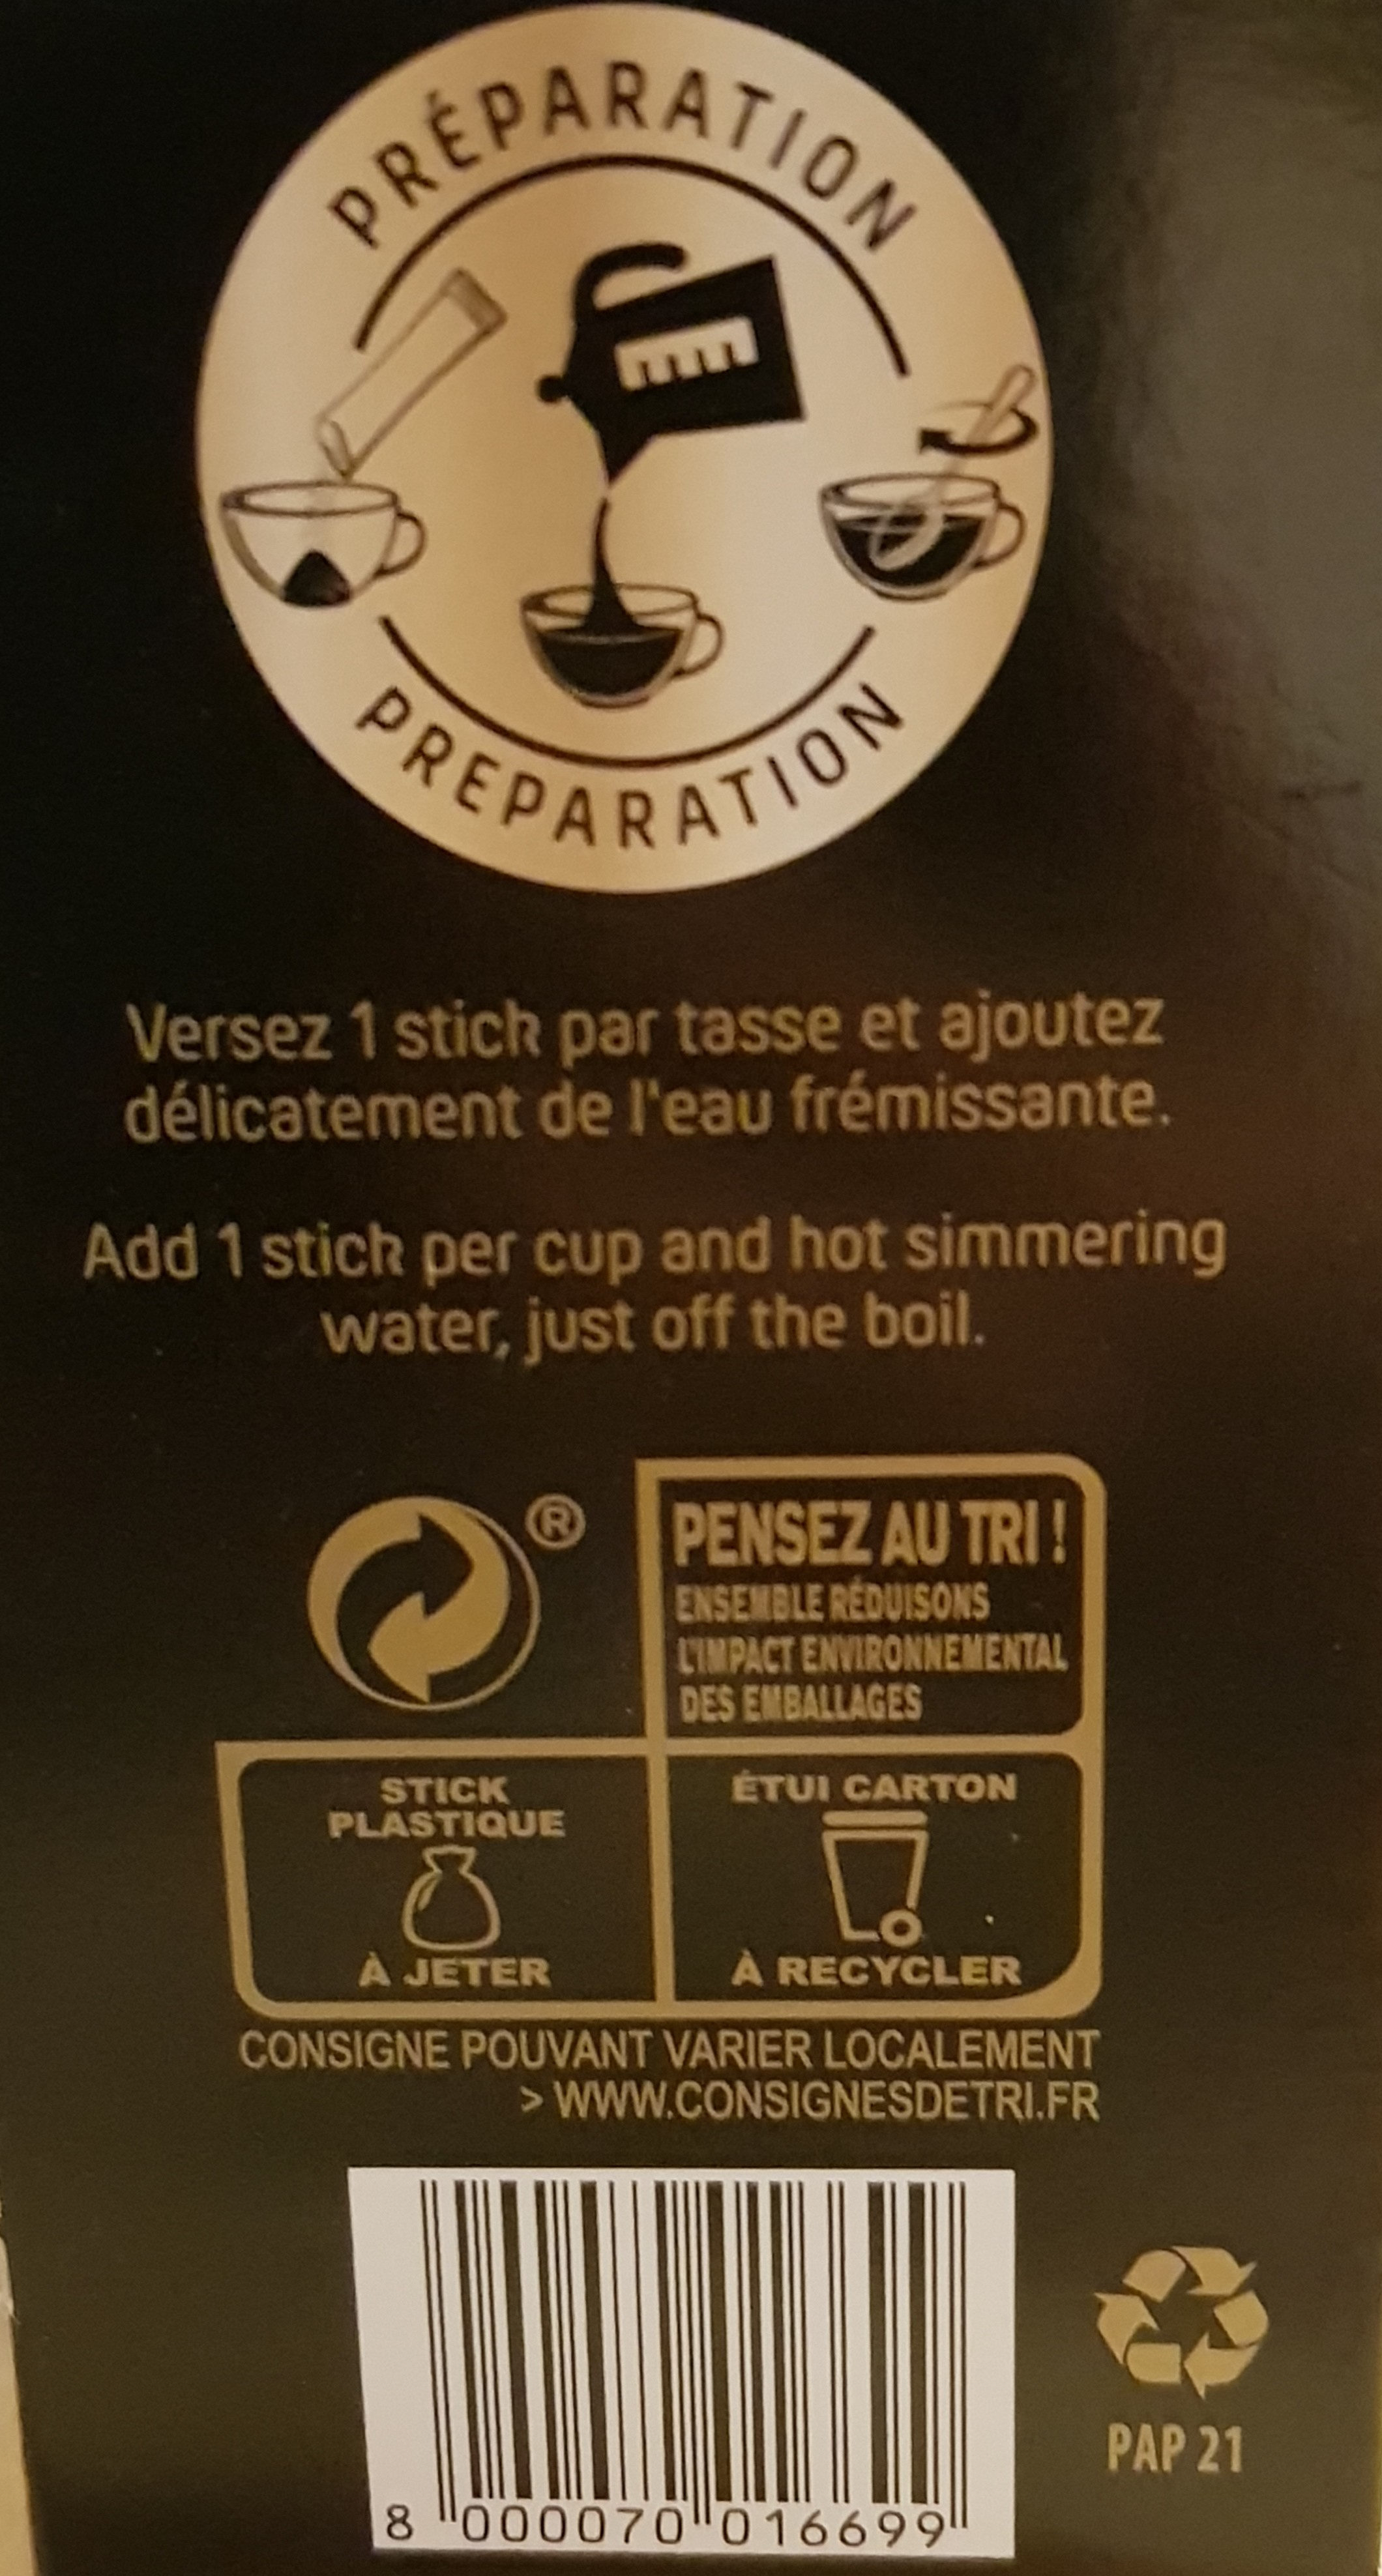 PRÉPARATION
PREPARATION
Versez 1 stick par tasse et ajoutez
délicatement de l'eau frémissante.
Add 1 stick per cup and hot simmering
water, just off the boil.
®
PENSEZ AU TRI !
ENSEMBLE RÉDUISONS
L'IMPACT ENVIRONNEMENTAL
DES EMBALLAGES
STICK
PLASTIQUE
À JETER
ÉTUI CARTON
À RECYCLER
CONSIGNE POUVANT VARIER LOCALEMENT
> WWW.CONSIGNESDETRI.FR
PAP 21
8 000070 016699